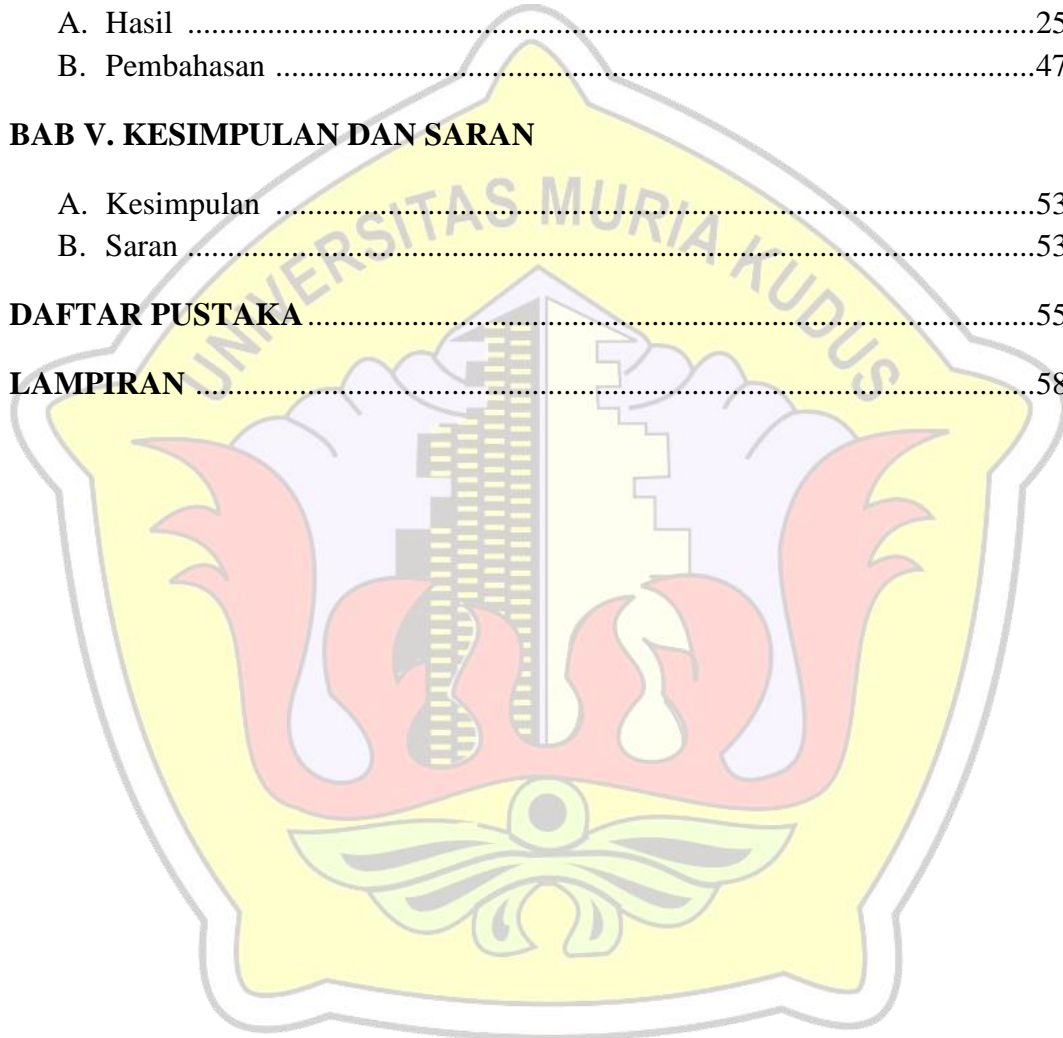 A. Hasil ........................................................................................................25
B. Pembahasan ............................................................................................47
BAB V. KESIMPULAN DAN SARAN
A. Kesimpulan .............................................................................................53
B. Saran .......................................................................................................53
DAFTAR PUSTAKA ...........................................................................................55
LAMPIRAN .........................................................................................................58
UNIVERSITAS MURIA KUDUS